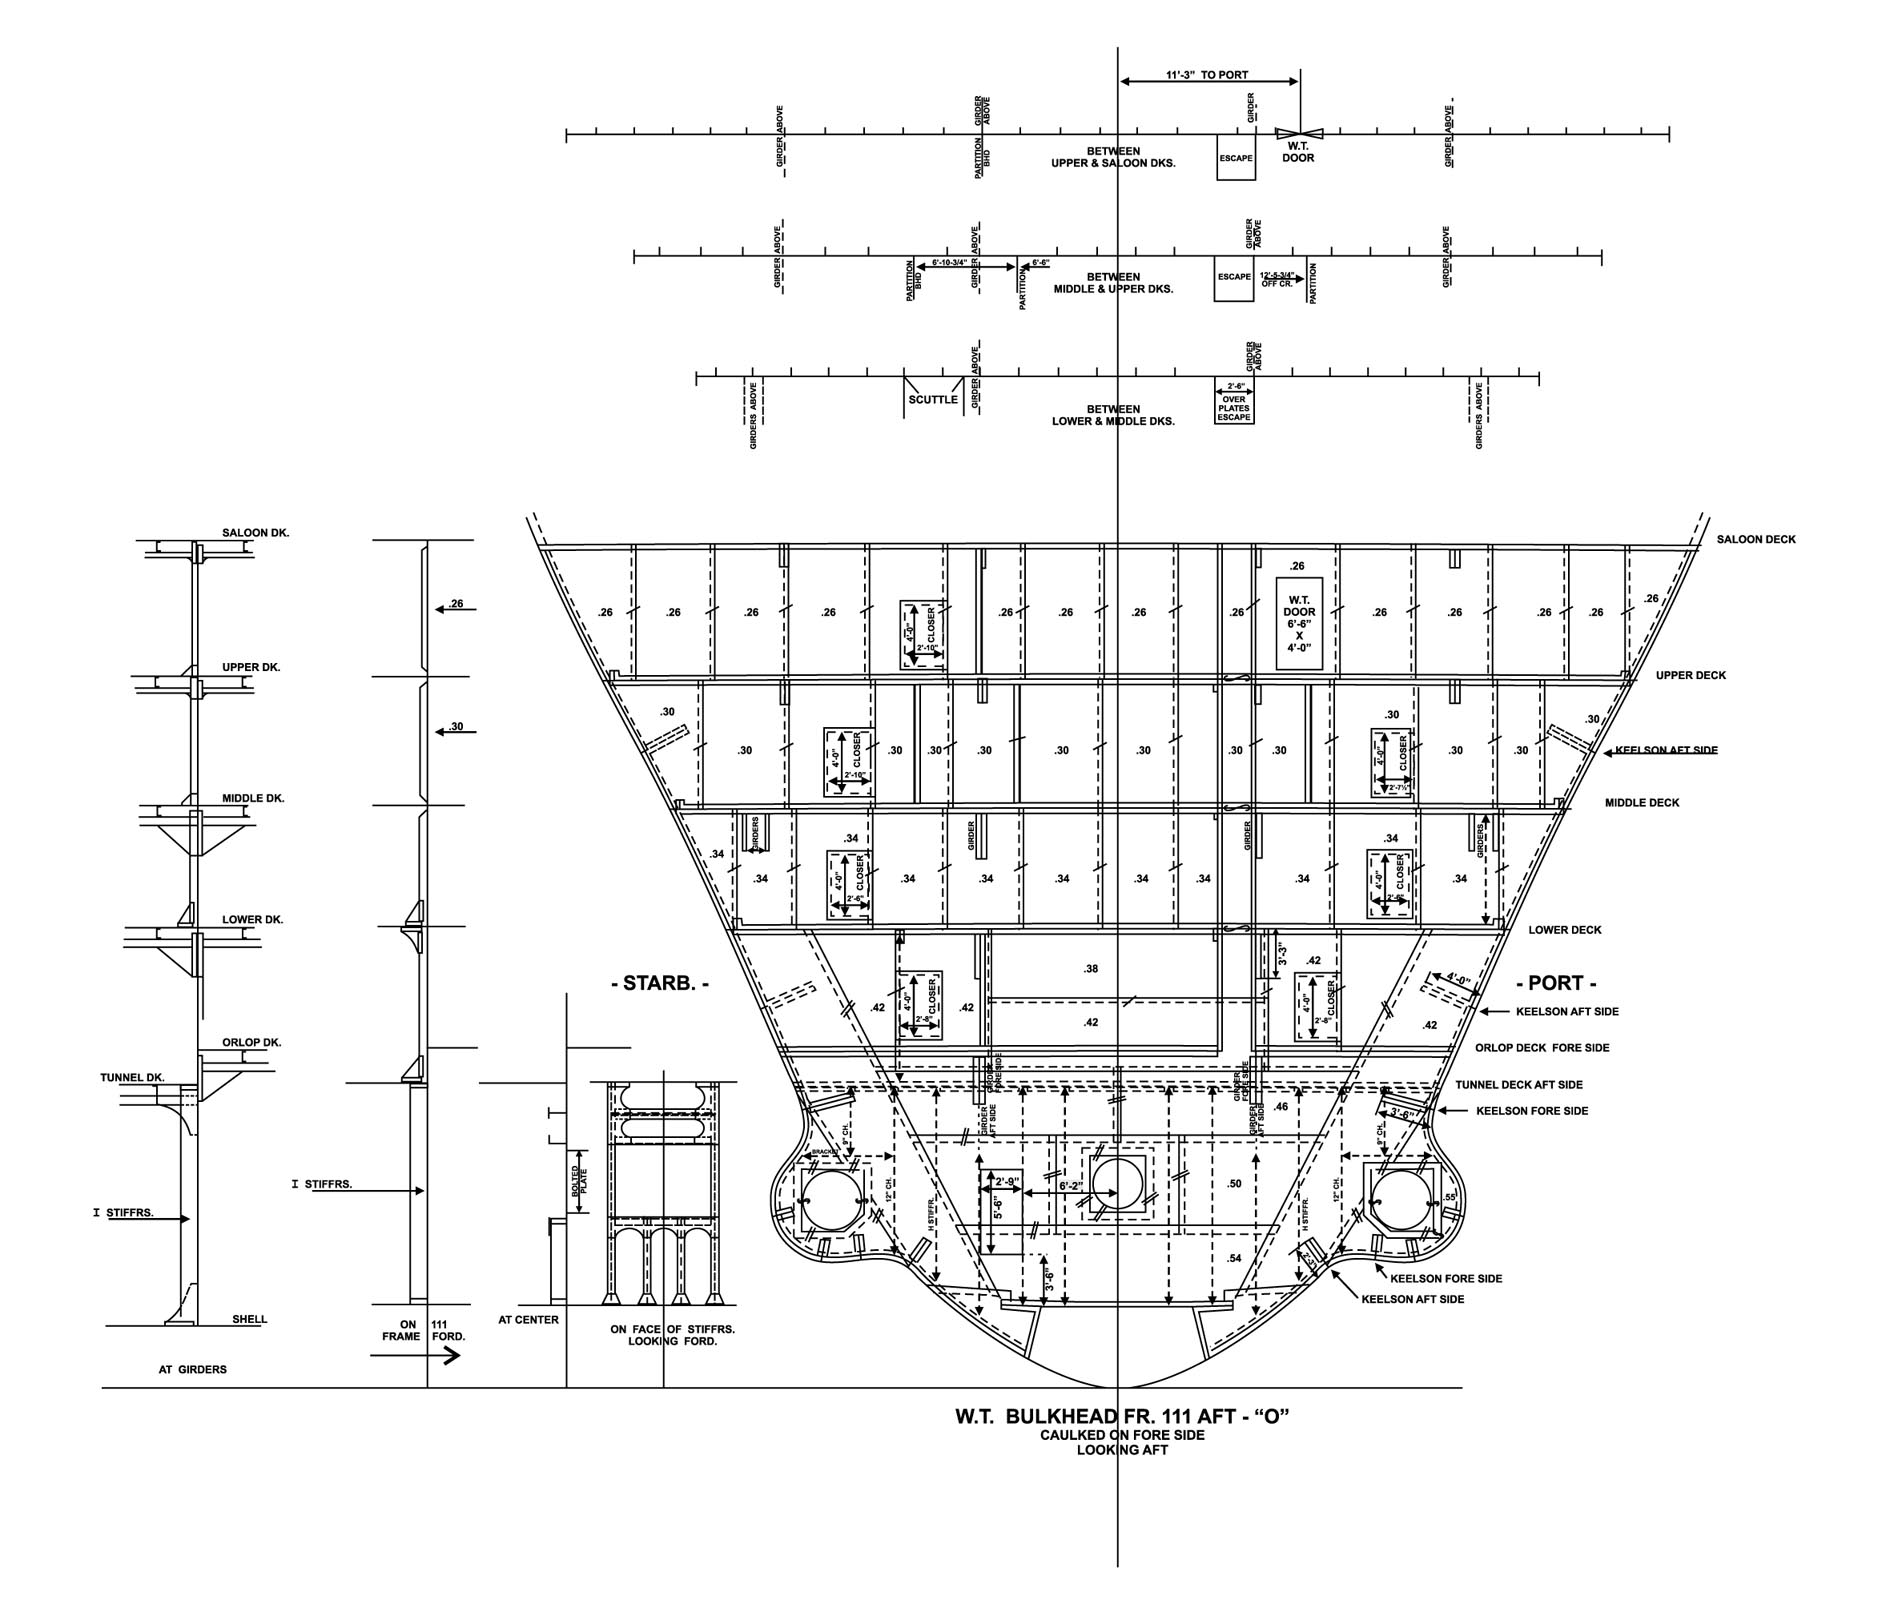 11'-3" TO PORT
GIRDER ABOVE
GIRDER ABOVE
GIRDER ABOVE
PARTITION BHD
GIRDER
GIRDER ABOVE
GIRDER ABOVE
BETWEEN
UPPER & SALOON DKS.
ESCAPE
W.T.
DOOR
GIRDER ABOVE
GIRDER ABOVE
GIRDER ABOVE
GIRDER ABOVE
PARTITION BHD
6'-10-3/4"
6'-6"
PARTITION
BETWEEN
MIDDLE & UPPER DKS.
ESCAPE
12'-5-3/4"
OFF CR.
PARTITION
GIRDER ABOVE
GIRDER ABOVE
GIRDERS ABOVE
SCUTTLE
BETWEEN
LOWER & MIDDLE DKS.
2'-6"
OVER
PLATES
ESCAPE
GIRDERS ABOVE
SALOON DK.
UPPER DK.
MIDDLE DK.
LOWER DK.
ORLOP DK.
TUNNEL DK.
I STIFFRS.
SHELL
AT GIRDERS
.26
.30
I STIFFRS.
ON 111
FRAME FORD.
BOLTED PLATE
AT CENTER
ON FACE OF STIFFRS.
LOOKING FORD.
- STARB. -
- PORT -
SALOON DECK
.26
.26 .26 .26 .26
4'-0"
CLOSER
2'-10"
.26 .26 .26 .26
W.T.
DOOR
6'-6"
X
4'-0"
.26 .26 .26 .26
.26
UPPER DECK
.30
.30
4'-0"
CLOSER
2'-10"
.30 .30 .30 .30 .30 .30 .30
.30
4'-0"
CLOSER
2'-7½"
.30 .30
.30
KEELSON AFT SIDE
MIDDLE DECK
GIRDERS
GIRDER
GIRDER
GIRDERS
.34
.34
.34
.34
4'-0"
CLOSER
2'-6"
.34 .34 .34 .34 .34 .34
4'-0"
CLOSER
2'-6"
.34
.34
LOWER DECK
.38
3'-3"
.42
.42
4'-0"
CLOSER
2'-8"
.42
.42
4'-0"
CLOSER
2'-8"
4'-0"
.42
KEELSON AFT SIDE
ORLOP DECK FORE SIDE
GIRDER FORE SIDE
GIRDER FORE SIDE
TUNNEL DECK AFT SIDE
KEELSON FORE SIDE
3'-6"
.46
GIRDER AFT SIDE
GIRDER AFT SIDE
9" CH.
9" CH.
BRACKET
12" CH.
12" CH.
H STIFFR.
H STIFFR.
2'-9"
5'-6"
6'-2"
.50
.55
.54
3'-6"
2'-3"
KEELSON FORE SIDE
KEELSON AFT SIDE
W.T. BULKHEAD FR. 111 AFT - “O”
CAULKED ON FORE SIDE
LOOKING AFT